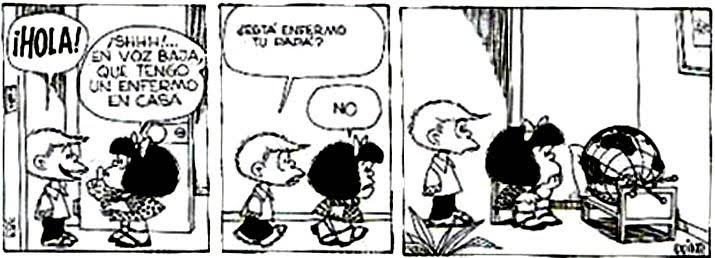 ¡HOLA!
¡SHHH!...
EN VOZ BAJA,
QUE TENGO
UN ENFERMO
EN CASA
¿ESTÁ ENFERMO
TU PAPÁ?
NO